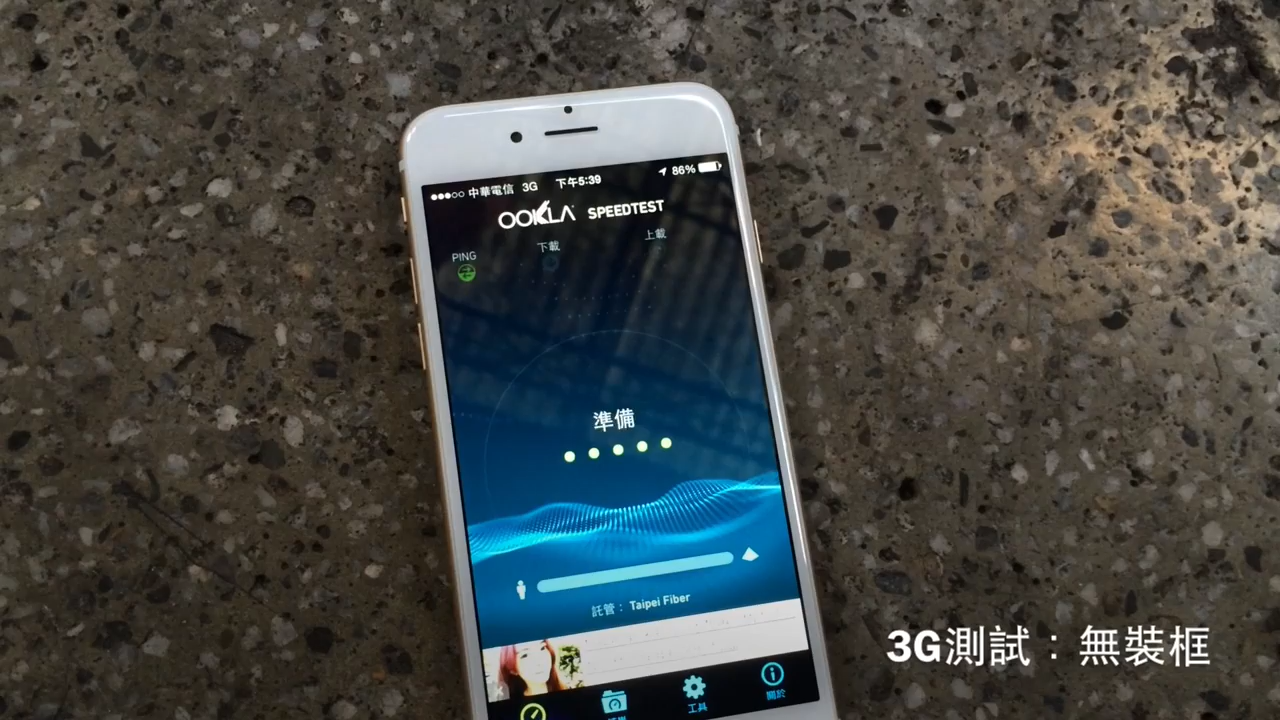 中華電信 3G 下午5:39 86%
OOKLA SPEEDTEST
PING 下載 上載
準備
託管： Taipei Fiber
工具 關於
3G測試：無裝框